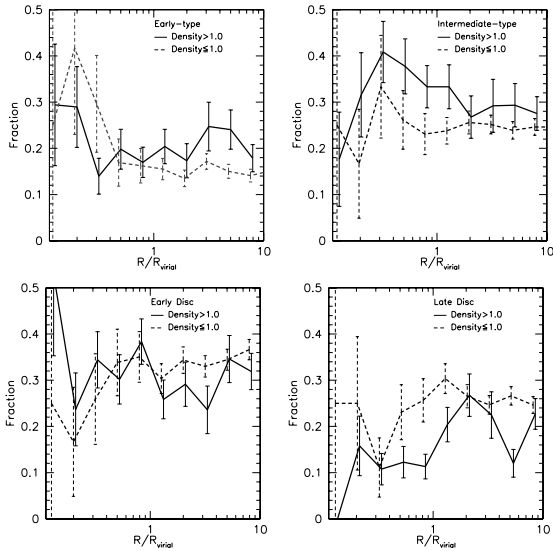 Early-type
Density>1.0
Density≤1.0
Fraction
0.5
0.4
0.3
0.2
0.1
0
1
10
R/Rvirial
Intermediate-type
Density>1.0
Density≤1.0
Fraction
0.5
0.4
0.3
0.2
0.1
0
1
10
R/Rvirial
Early Disc
Density>1.0
Density≤1.0
Fraction
0.5
0.4
0.3
0.2
0.1
0
1
10
R/Rvirial
Late Disc
Density>1.0
Density≤1.0
Fraction
0.5
0.4
0.3
0.2
0.1
0
1
10
R/Rvirial